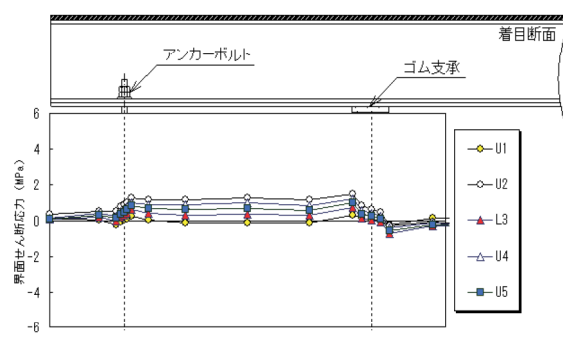 着目断面
アンカーボルト
ゴム支承
6
4
2
0
-2
-4
-6
界面せん断応力 (MPa)
U1
U2
L3
U4
U5